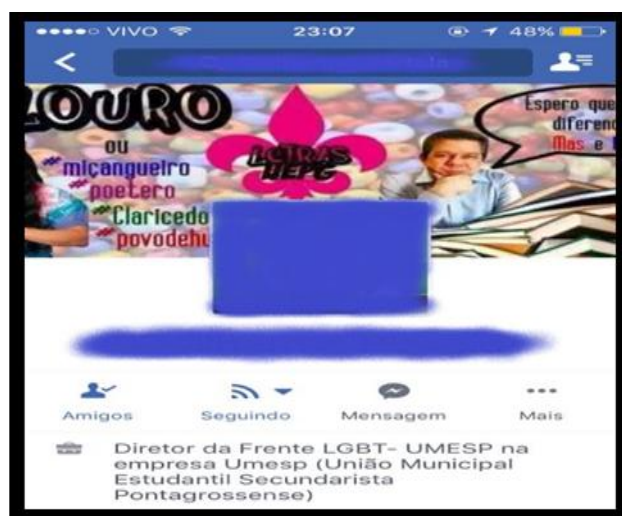 VIVO 23:07 48%
LOURO
ou
#miçangueiro
#poetero
#Claricedo
#povodehu
LETRAS
UEPG
Espero que
diferenc
Mas e
Amigos Seguindo Mensagem Mais
Diretor da Frente LGBT- UMESP na
empresa Umesp (União Municipal
Estudantil Secundarista
Pontagrossense)